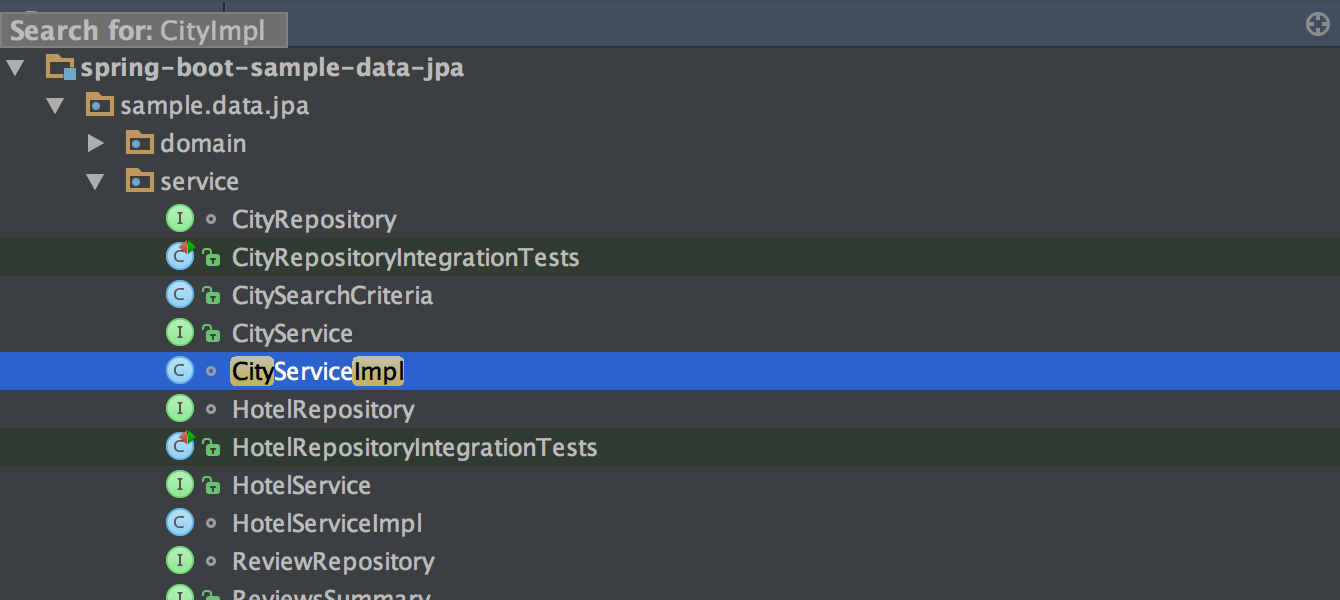 Search for: CityImpl
spring-boot-sample-data-jpa
sample.data.jpa
domain
service
I CityRepository
C CityRepositoryIntegrationTests
C CitySearchCriteria
I CityService
C CityServiceImpl
I HotelRepository
C HotelRepositoryIntegrationTests
I HotelService
C HotelServiceImpl
I ReviewRepository
I ReviewsSummary